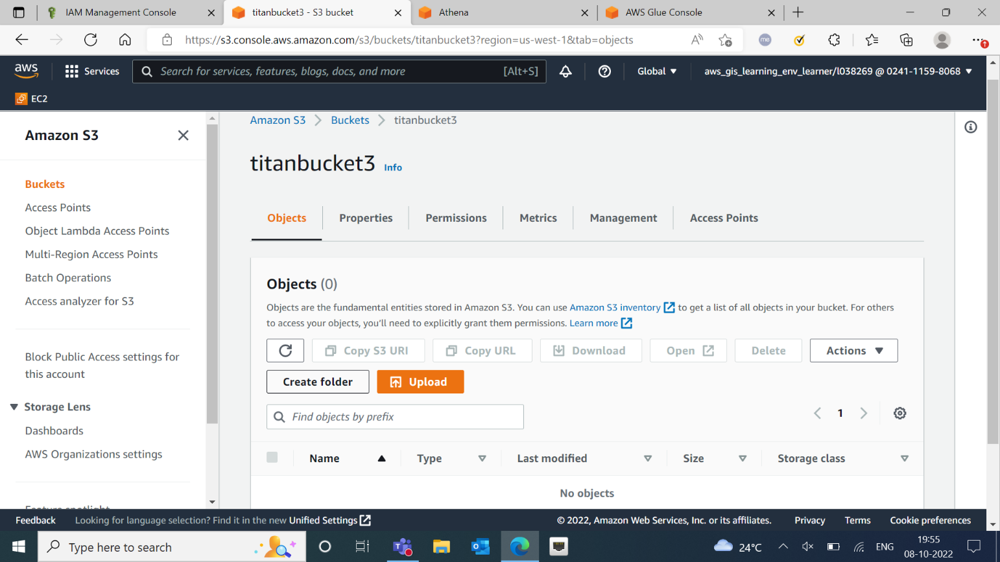 IAM Management Console
titanbucket3 - S3 bucket
Athena
AWS Glue Console
https://s3.console.aws.amazon.com/s3/buckets/titanbucket3?region=us-west-1&tab=objects
aws
Services
Search for services, features, blogs, docs, and more
[Alt+S]
Global
aws_gis_learning_env_learner/l038269 @ 0241-1159-8068
EC2
Amazon S3
Buckets
Access Points
Object Lambda Access Points
Multi-Region Access Points
Batch Operations
Access analyzer for S3
Block Public Access settings for
this account
Storage Lens
Dashboards
AWS Organizations settings
Feature spotlight
Amazon S3 > Buckets > titanbucket3
titanbucket3 Info
Objects
Properties
Permissions
Metrics
Management
Access Points
Objects (0)
Objects are the fundamental entities stored in Amazon S3. You can use Amazon S3 inventory to get a list of all objects in your bucket. For others
to access your objects, you'll need to explicitly grant them permissions. Learn more
Copy S3 URI
Copy URL
Download
Open
Delete
Actions
Create folder
Upload
Find objects by prefix
1
Name
Type
Last modified
Size
Storage class
No objects
Feedback
Looking for language selection? Find it in the new Unified Settings
© 2022, Amazon Web Services, Inc. or its affiliates.
Privacy
Terms
Cookie preferences
Type here to search
24°C
ENG
19:55
08-10-2022